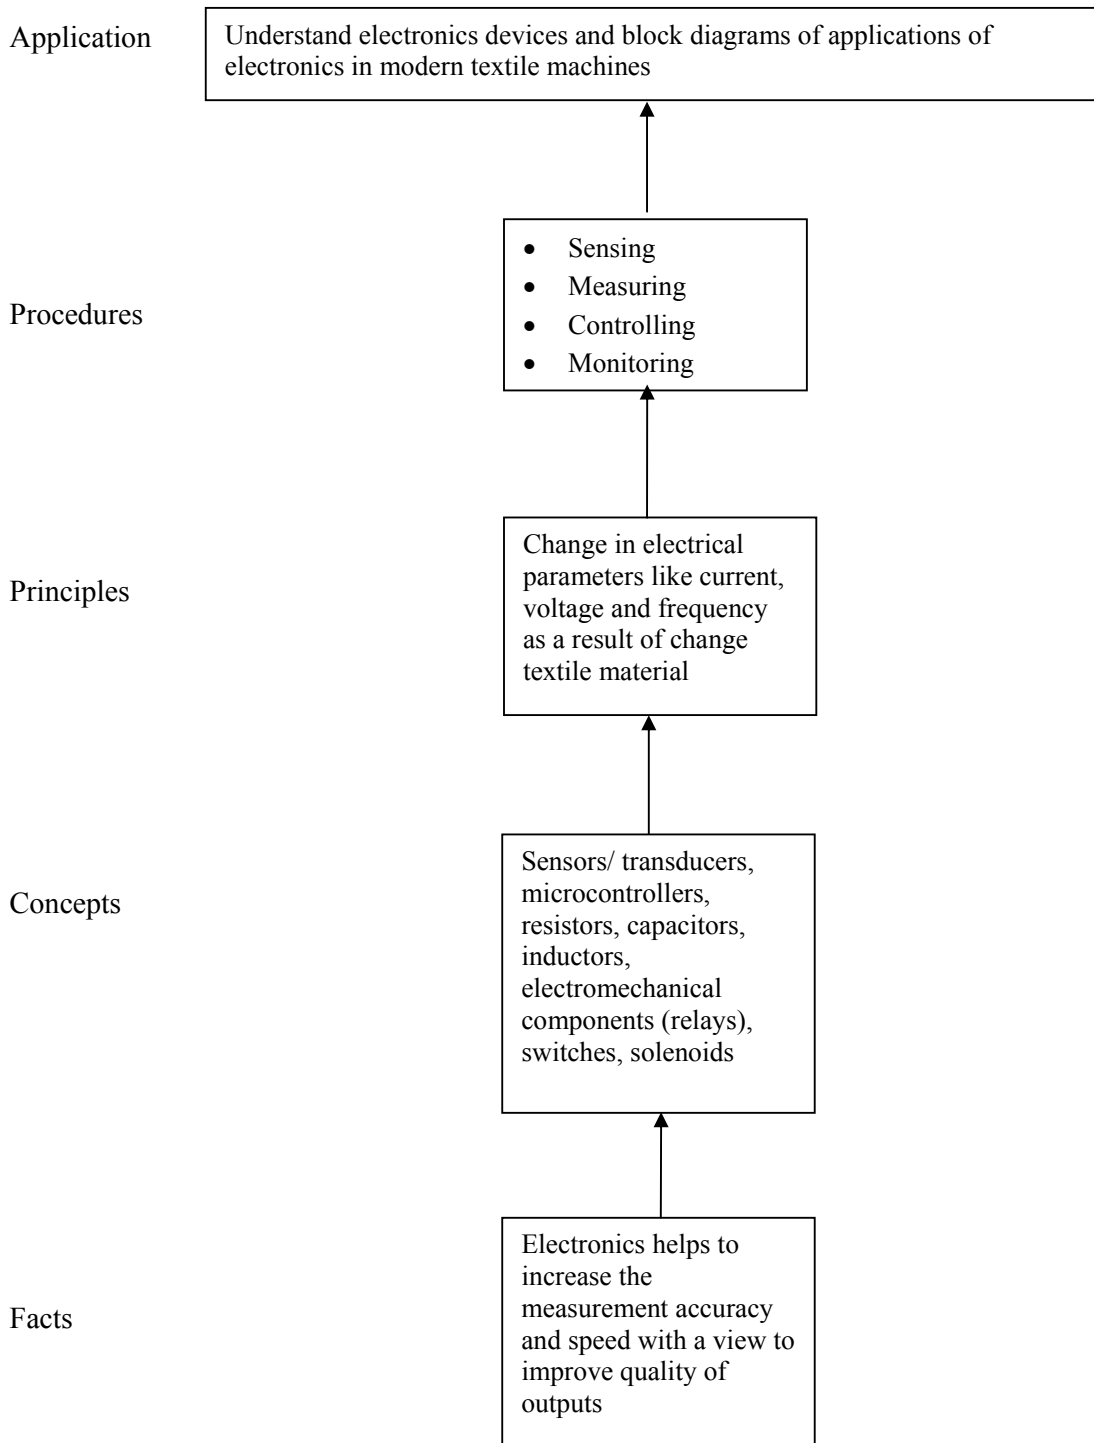 Application
Understand electronics devices and block diagrams of applications of
electronics in modern textile machines
Procedures
• Sensing
• Measuring
• Controlling
• Monitoring
Principles
Change in electrical
parameters like current,
voltage and frequency
as a result of change
textile material
Concepts
Sensors/ transducers,
microcontrollers,
resistors, capacitors,
inductors,
electromechanical
components (relays),
switches, solenoids
Facts
Electronics helps to
increase the
measurement accuracy
and speed with a view to
improve quality of
outputs